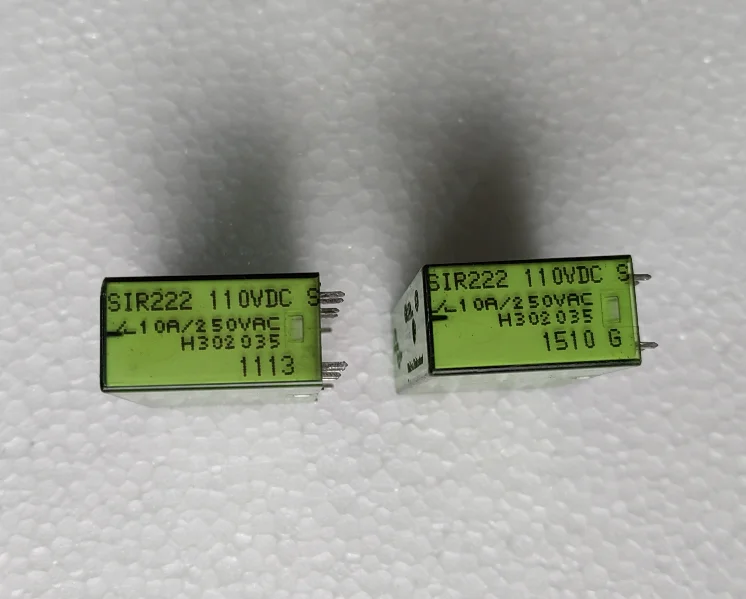 SIR222 110VDC S
10A/250VAC
H302035
1113
SIR222 110VDC S
10A/250VAC
H302035
1510 G